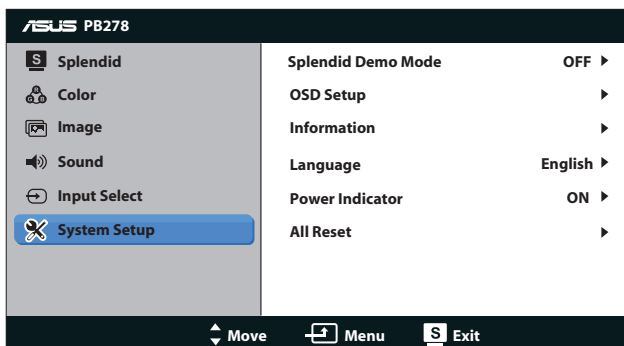 ASUS PB278
S Splendid
Color
Image
Sound
Input Select
System Setup
Splendid Demo Mode OFF
OSD Setup
Information
Language English
Power Indicator ON
All Reset
Move Menu S Exit